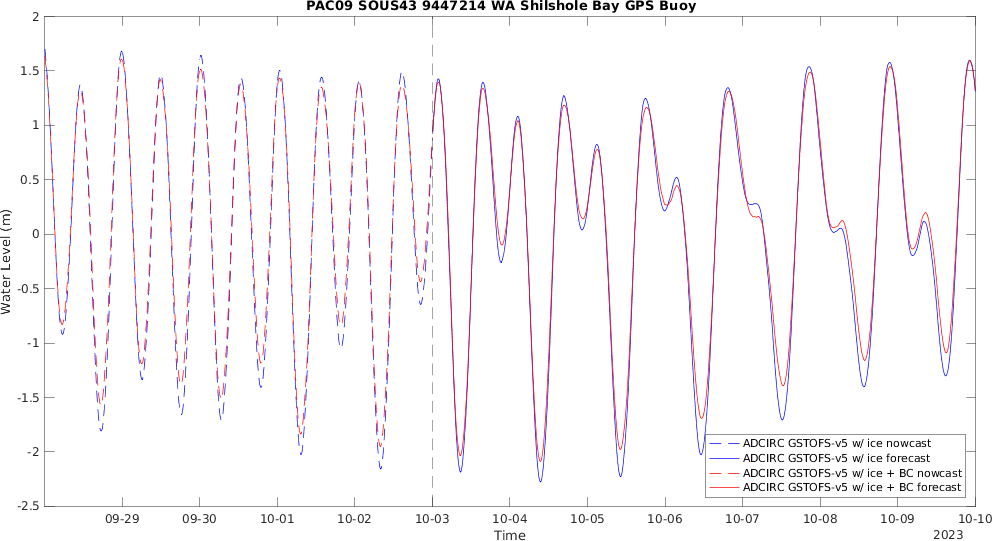 PAC09 SOUS43 9447214 WA Shilshole Bay GPS Buoy
2
1.5
1
0.5
0
-0.5
-1
-1.5
-2
-2.5
Water Level (m)
ADCIRC GSTOFS-v5 w/ ice nowcast
ADCIRC GSTOFS-v5 w/ ice forecast
ADCIRC GSTOFS-v5 w/ ice + BC nowcast
ADCIRC GSTOFS-v5 w/ ice + BC forecast
09-29 09-30 10-01 10-02 10-03 10-04 10-05 10-06 10-07 10-08 10-09 10-10
Time
2023